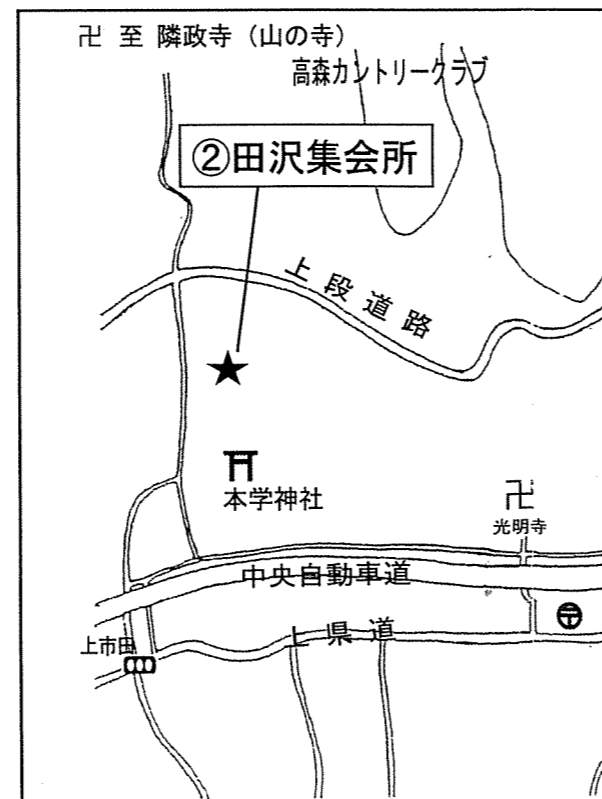 卍 至 隣政寺（山の寺）
高森カントリークラブ
②田沢集会所
上段道路
本学神社
卍
光明寺
中央自動車道
上県道
上市田